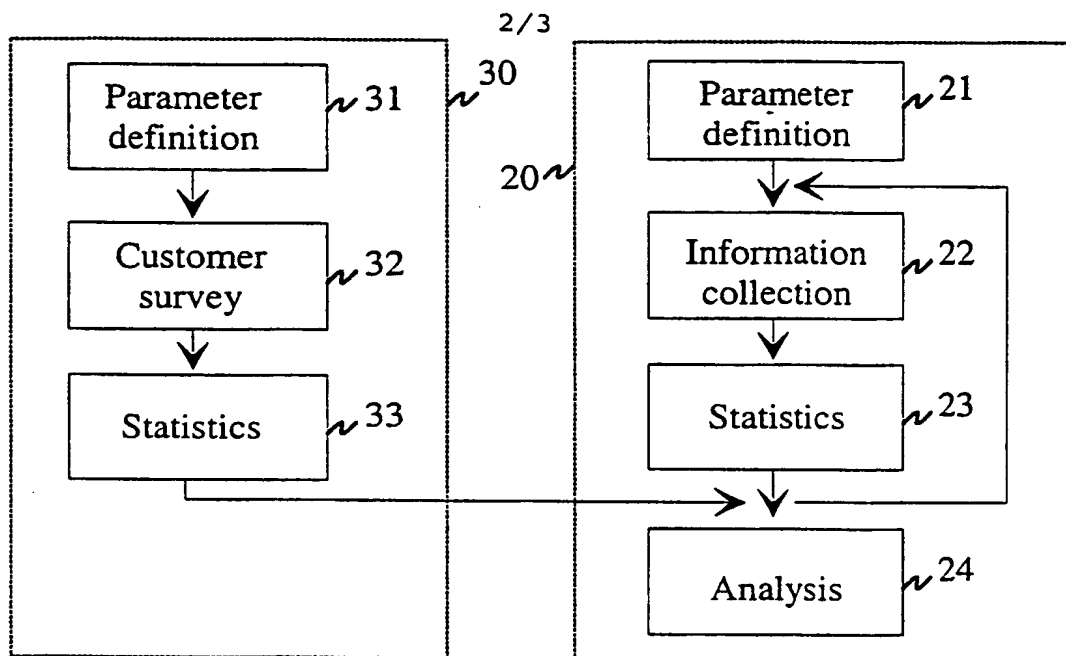 2/3
30
Parameter
definition
31
Customer
survey
32
Statistics
33
20
Parameter
definition
21
Information
collection
22
Statistics
23
Analysis
24